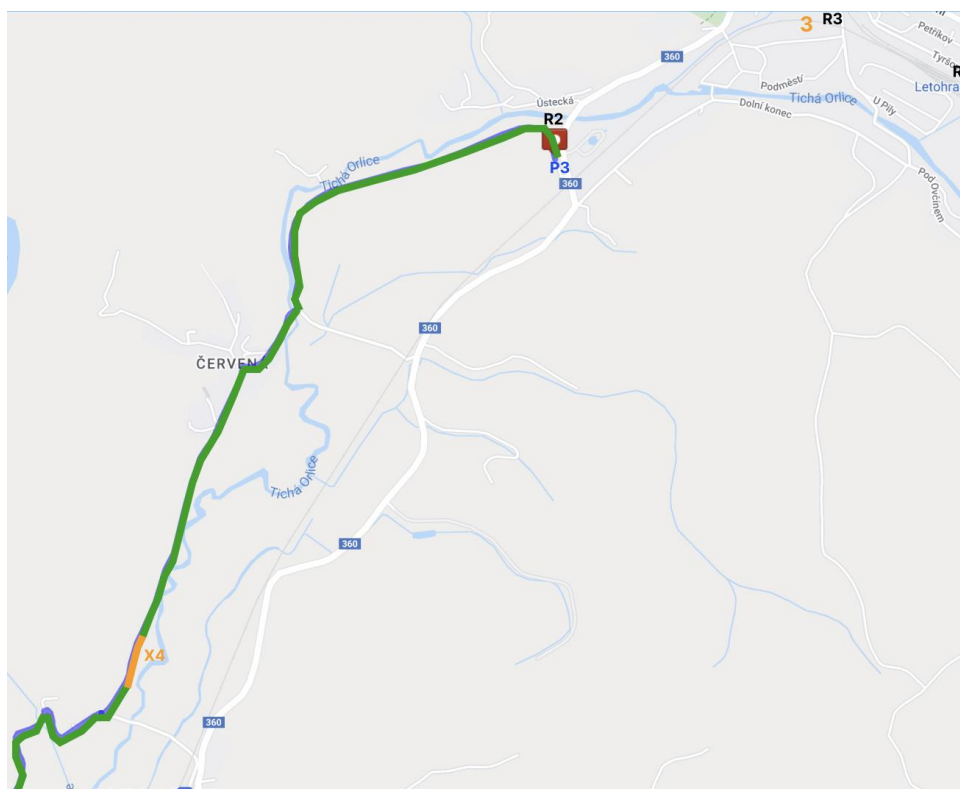 3
R3
Petříkov
360
Tyršo
R
Podměstí
Letohra
Ústecká
Tichá Orlice
U Pily
Dolní konec
R2
Tichá Orlice
P3
360
Pod Ovčínem
360
ČERVENÁ
Tichá Orlice
360
X4
360